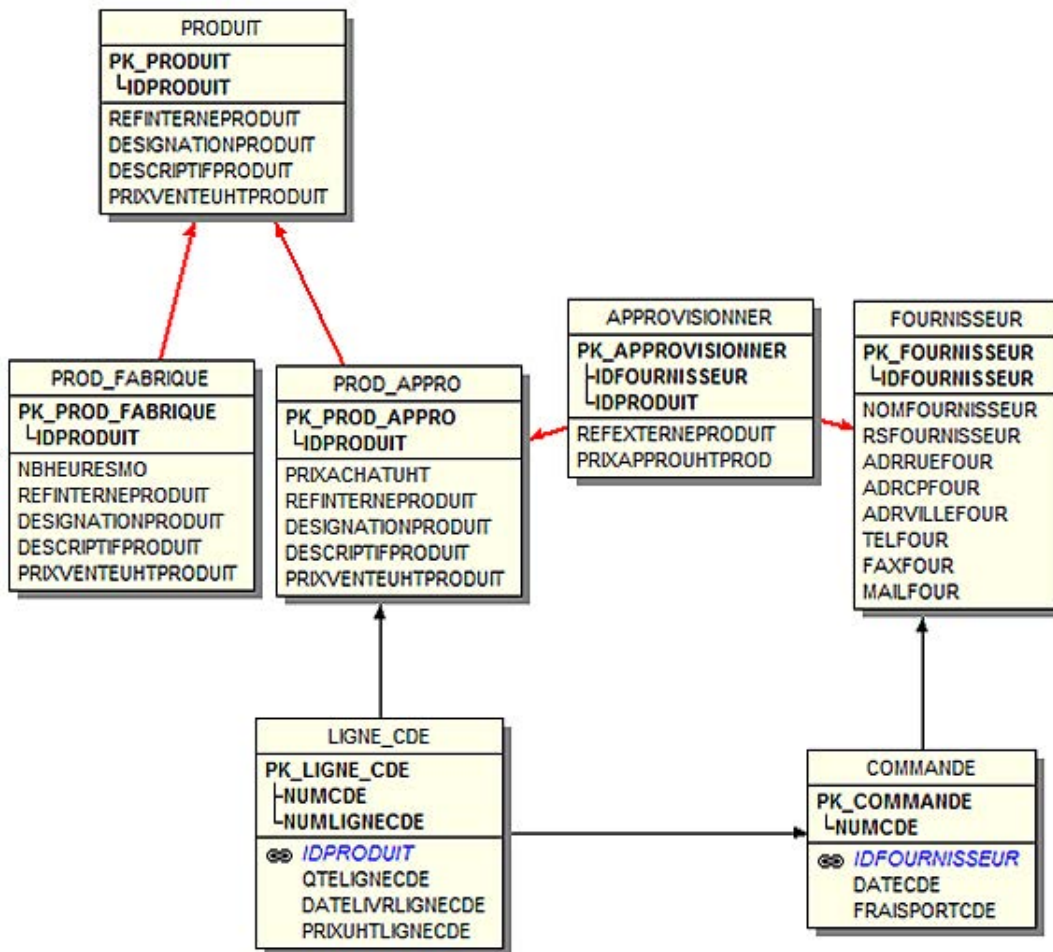 PRODUIT
PK_PRODUIT
IDPRODUIT
REFINTERNEPRODUIT
DESIGNATIONPRODUIT
DESCRIPTIFPRODUIT
PRIXVENTEUHTPRODUIT
PROD_FABRIQUE
PK_PROD_FABRIQUE
IDPRODUIT
NBHEURESMO
REFINTERNEPRODUIT
DESIGNATIONPRODUIT
DESCRIPTIFPRODUIT
PRIXVENTEUHTPRODUIT
PROD_APPRO
PK_PROD_APPRO
IDPRODUIT
PRIXACHATUHT
REFINTERNEPRODUIT
DESIGNATIONPRODUIT
DESCRIPTIFPRODUIT
PRIXVENTEUHTPRODUIT
APPROVISIONNER
PK_APPROVISIONNER
IDFOURNISSEUR
IDPRODUIT
REFEXTERNEPRODUIT
PRIXAPPROUHTPROD
FOURNISSEUR
PK_FOURNISSEUR
IDFOURNISSEUR
NOMFOURNISSEUR
RSFOURNISSEUR
ADRRUEFOUR
ADRCPFOUR
ADRVILLEFOUR
TELFOUR
FAXFOUR
MAILFOUR
LIGNE_CDE
PK_LIGNE_CDE
NUMCDE
NUMLIGNECDE
IDPRODUIT
QTELIGNECDE
DATELIVRLIGNECDE
PRIXUHTLIGNECDE
COMMANDE
PK_COMMANDE
NUMCDE
IDFOURNISSEUR
DATECDE
FRAISPORTCDE